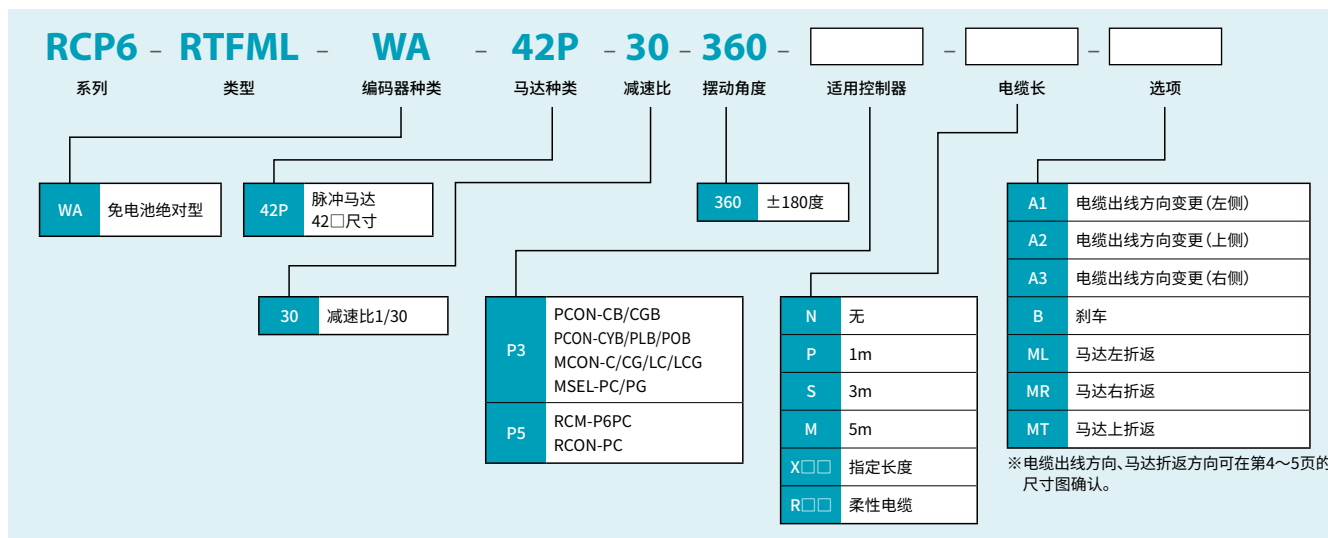 RCP6 – RTFML – WA – 42P – 30 – 360 – – –
系列 类型 编码器种类 马达种类 减速比 摆动角度 适用控制器 电缆长 选项
WA 免电池绝对型
42P 脉冲马达
42□尺寸
360 ±180度
30 减速比1/30
P3 PCON-CB/CGB
PCON-CYB/PLB/POB
MCON-C/CG/LC/LCG
MSEL-PC/PG
P5 RCM-P6PC
RCON-PC
N 无
P 1m
S 3m
M 5m
X□□ 指定长度
R□□ 柔性电缆
A1 电缆出线方向变更(左侧)
A2 电缆出线方向变更(上侧)
A3 电缆出线方向变更(右侧)
B 刹车
ML 马达左折返
MR 马达右折返
MT 马达上折返
※电缆出线方向、马达折返方向可在第4～5页的
尺寸图确认。